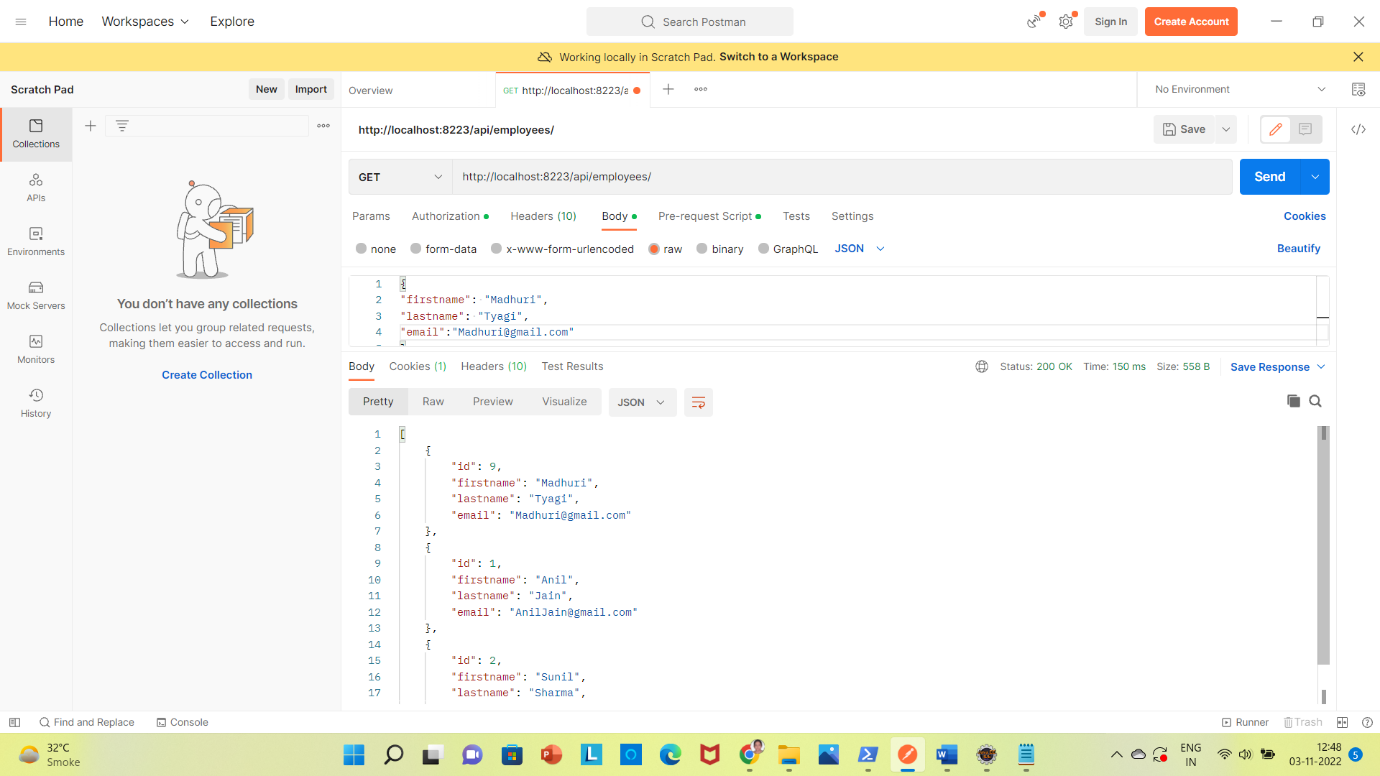 Home Workspaces Explore Search Postman Sign In Create Account
Working locally in Scratch Pad. Switch to a Workspace
Scratch Pad New Import Overview GET http://localhost:8223/a No Environment
Collections
APIs
Environments
Mock Servers
Monitors
History
You don't have any collections
Collections let you group related requests,
making them easier to access and run.
Create Collection
http://localhost:8223/api/employees/ Save
GET http://localhost:8223/api/employees/ Send
Params Authorization Headers (10) Body Pre-request Script Tests Settings Cookies
none form-data x-www-form-urlencoded raw binary GraphQL JSON Beautify
1 {
2 "firstname": "Madhuri",
3 "lastname": "Tyagi",
4 "email":"Madhuri@gmail.com"
Body Cookies (1) Headers (10) Test Results Status: 200 OK Time: 150 ms Size: 558 B Save Response
Pretty Raw Preview Visualize JSON
1 [
2 {
3 "id": 9,
4 "firstname": "Madhuri",
5 "lastname": "Tyagi",
6 "email": "Madhuri@gmail.com"
7 },
8 {
9 "id": 1,
10 "firstname": "Anil",
11 "lastname": "Jain",
12 "email": "AnilJain@gmail.com"
13 },
14 {
15 "id": 2,
16 "firstname": "Sunil",
17 "lastname": "Sharma",
Find and Replace Console Runner Trash
32°C
Smoke
ENG
IN
12:48
03-11-2022
5